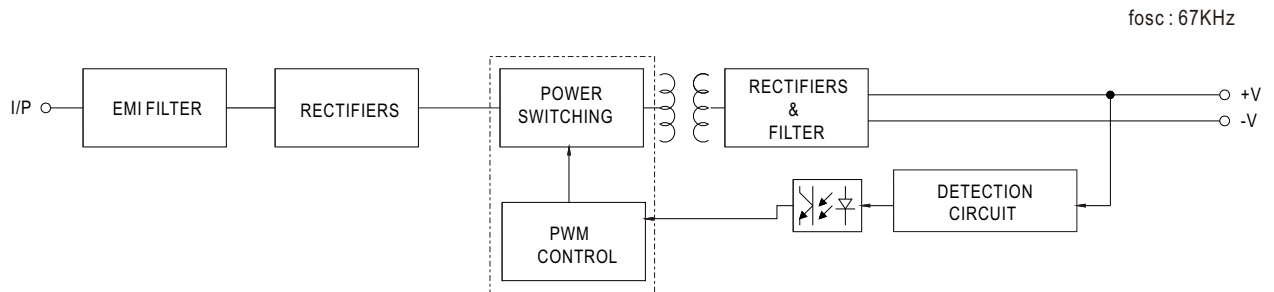 fosc : 67KHz
I/P
EMI FILTER
RECTIFIERS
POWER
SWITCHING
RECTIFIERS
&
FILTER
+V
-V
DETECTION
CIRCUIT
PWM
CONTROL